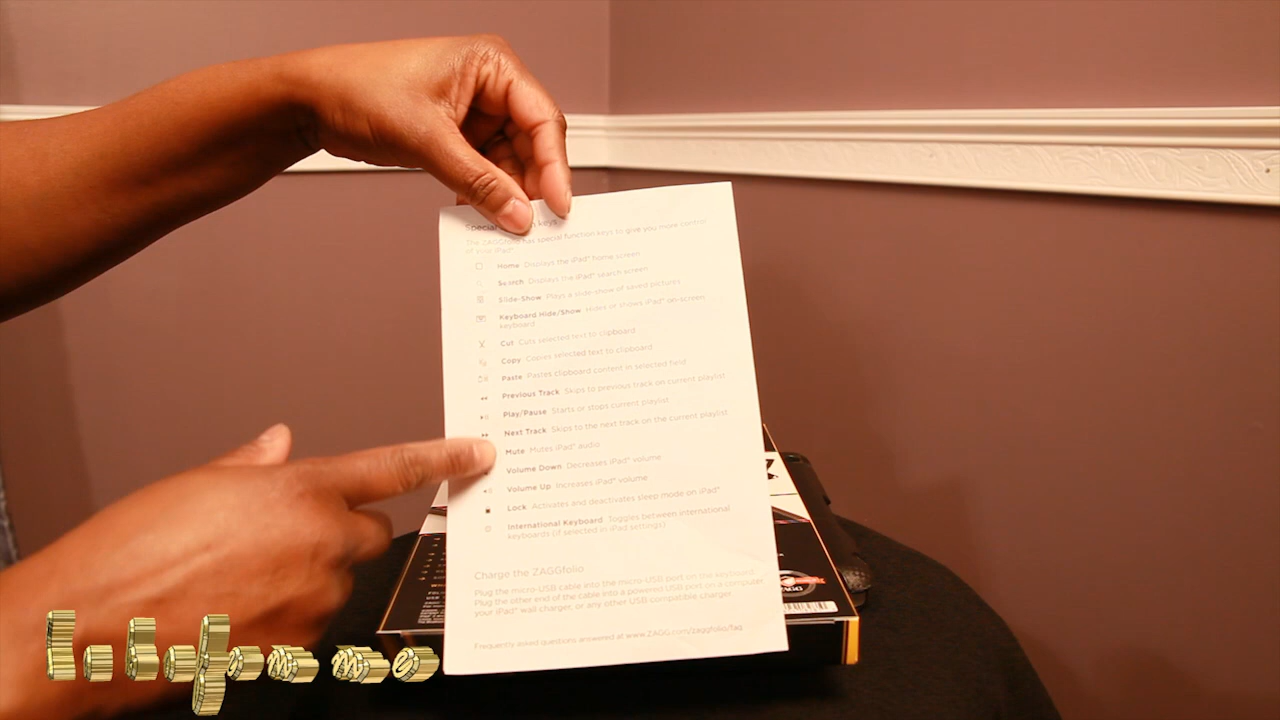 Special keys
The ZAGGfolio has special function keys to give you more control
of your iPad®
Home Displays the iPad® home screen
Search Displays the iPad® search screen
Slide-Show Plays a slide-show of saved pictures
Keyboard Hide/Show Hides or shows iPad® on-screen
keyboard
Cut Cuts selected text to clipboard
Copy Copies selected text to clipboard
Paste Pastes clipboard content in selected field
Previous Track Skips to previous track on current playlist
Play/Pause Starts or stops current playlist
Next Track Skips to the next track on the current playlist
Mute Mutes iPad® audio
Volume Down Decreases iPad® volume
Volume Up Increases iPad® volume
Lock Activates and deactivates sleep mode on iPad®
International Keyboard Toggles between international
keyboards (if selected in iPad settings)
Charge the ZAGGfolio
Plug the micro-USB cable into the micro-USB port on the keyboard.
Plug the other end of the cable into a powered USB port on a computer
your iPad® wall charger, or any other USB compatible charger.
Frequently asked questions answered at www.ZAGG.com/zaggfolio/faq